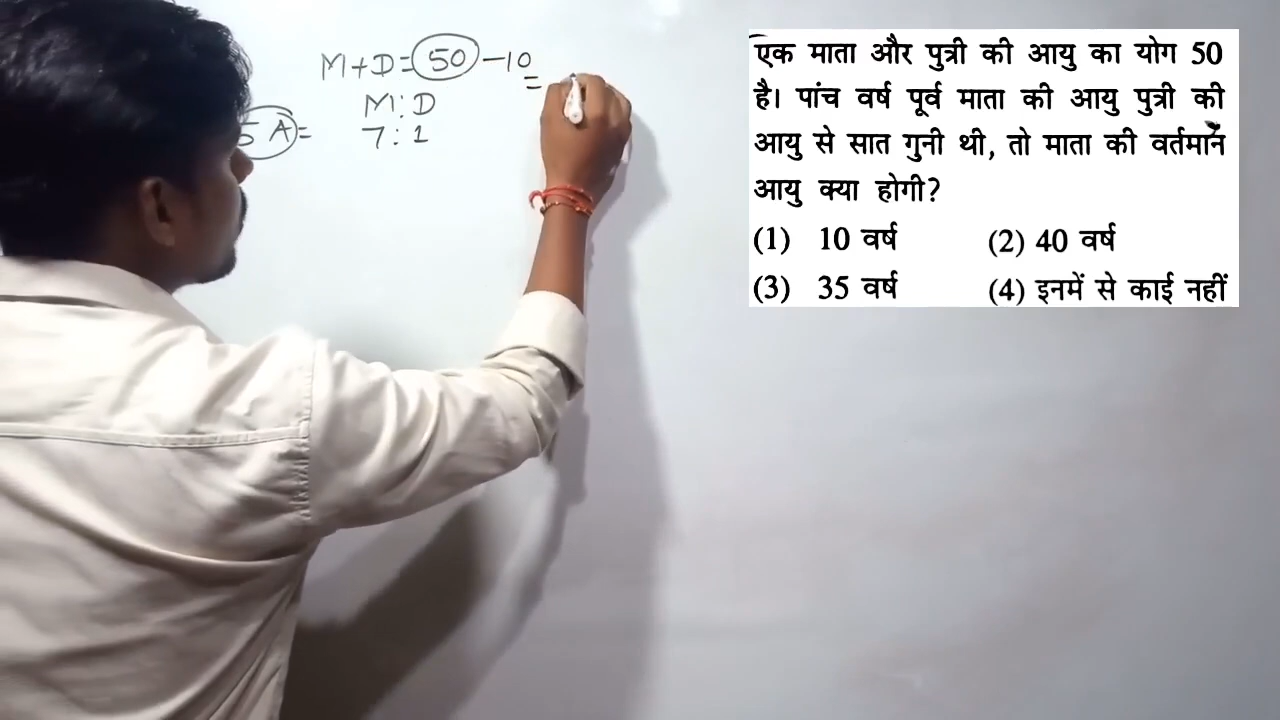 M+D=50-10
=
M:D
5 A)=
7:1
एक माता और पुत्री की आयु का योग 50
है। पांच वर्ष पूर्व माता की आयु पुत्री की
आयु से सात गुनी थी, तो माता की वर्तमान
आयु क्या होगी?
(1) 10 वर्ष (2) 40 वर्ष
(3) 35 वर्ष (4) इनमें से काई नहीं